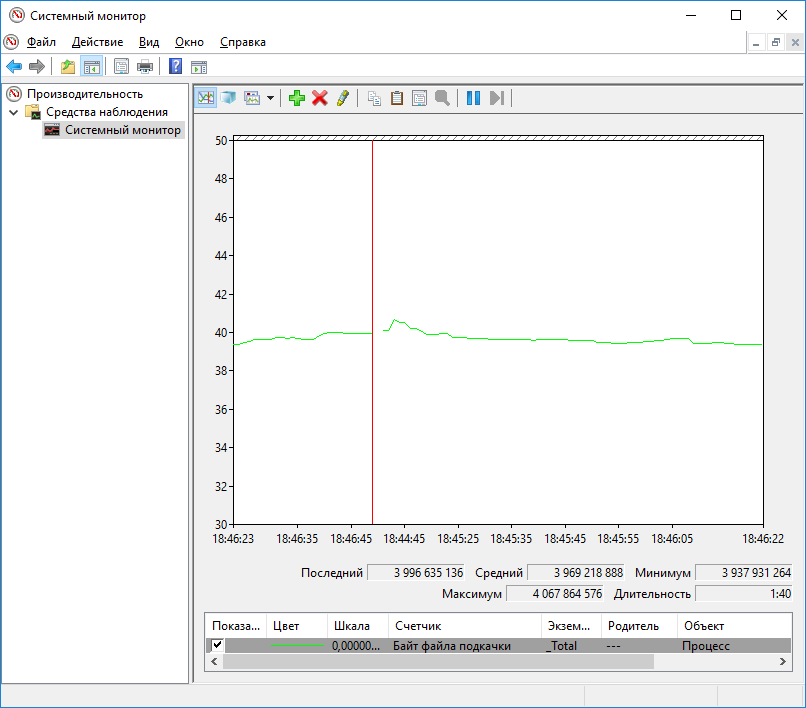 Системный монитор
Файл Действие Вид Окно Справка
Производительность
Средства наблюдения
Системный монитор
50
48
46
44
42
40
38
36
34
32
30
18:46:23 18:46:35 18:46:45 18:44:45 18:45:25 18:45:35 18:45:45 18:45:55 18:46:05 18:46:22
Последний 3 996 635 136 Средний 3 969 218 888 Минимум 3 937 931 264
Максимум 4 067 864 576 Длительность 1:40
Показа... Цвет Шкала Счетчик Экзем... Родитель Объект
0,00000... Байт файла подкачки _Total --- Процесс